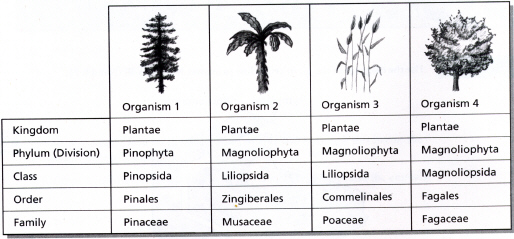 Organism 1 Organism 2 Organism 3 Organism 4
Kingdom Plantae Plantae Plantae Plantae
Phylum (Division) Pinophyta Magnoliophyta Magnoliophyta Magnoliophyta
Class Pinopsida Liliopsida Liliopsida Magnoliopsida
Order Pinales Zingiberales Commelinales Fagales
Family Pinaceae Musaceae Poaceae Fagaceae